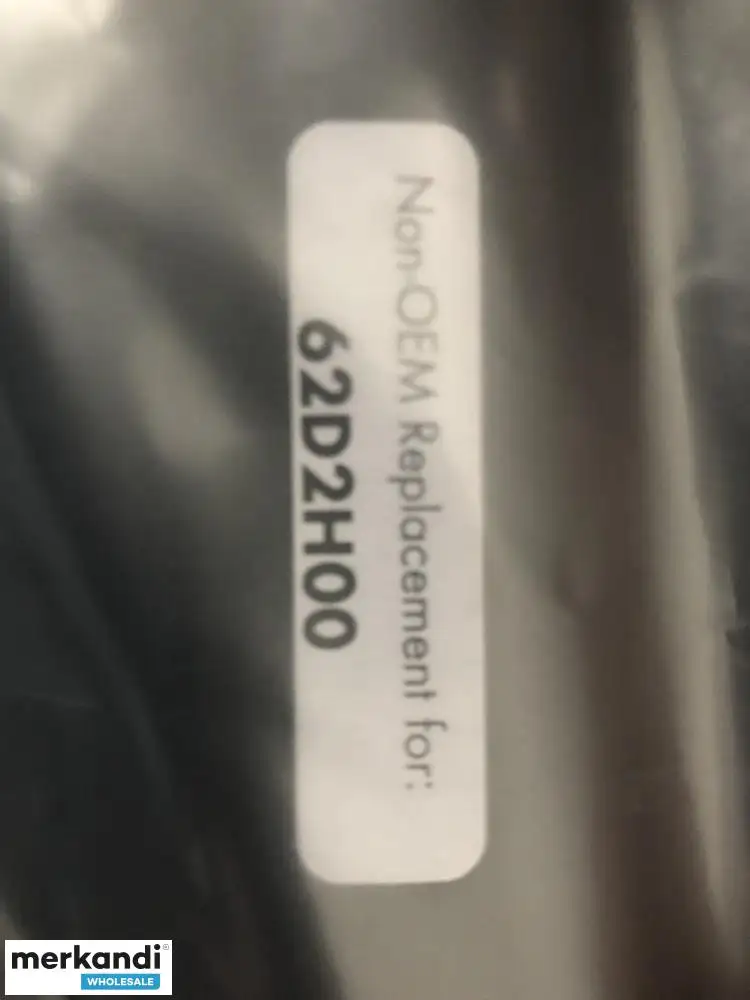 Non-OEM Replacement for:
62D2H00
merkandi®
WHOLESALE